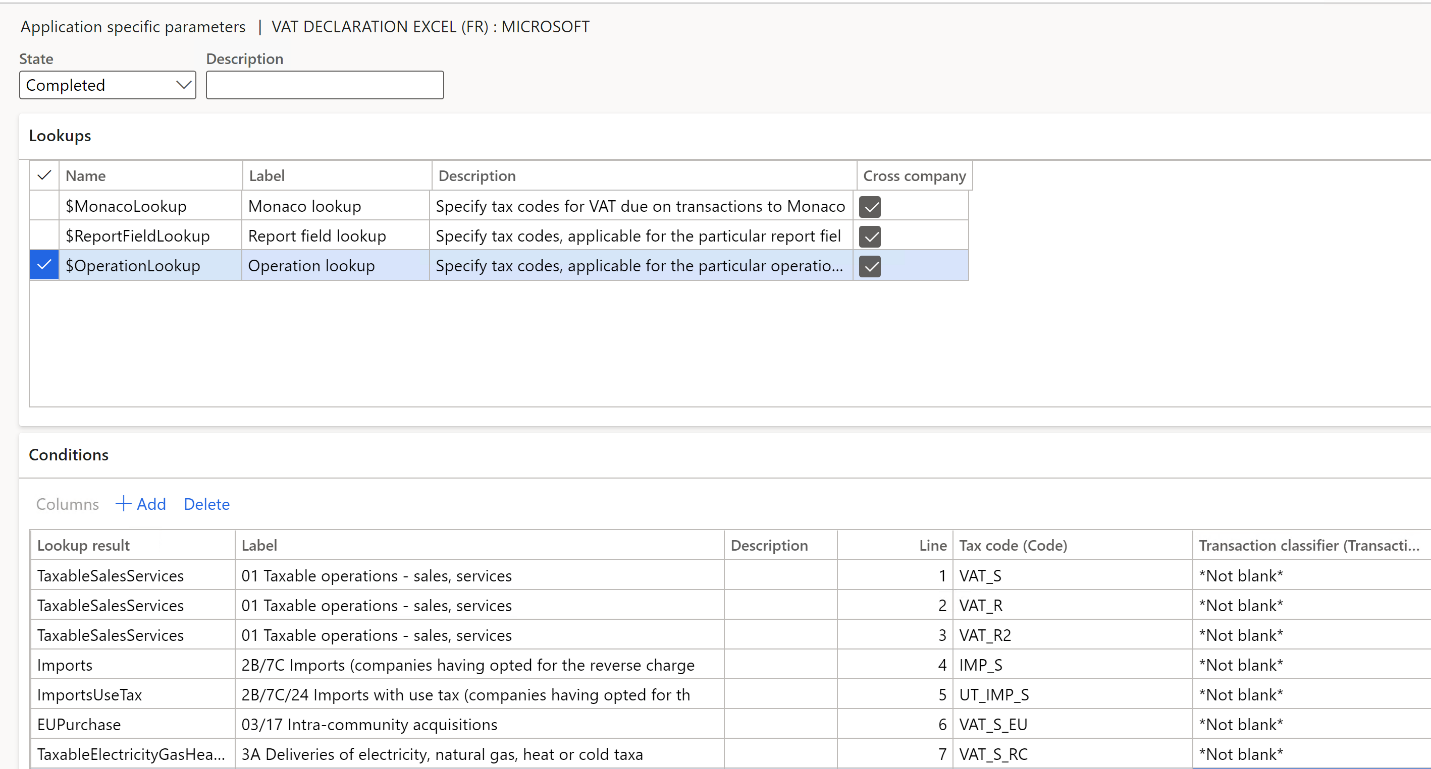 Application specific parameters | VAT DECLARATION EXCEL (FR) : MICROSOFT
State Description
Completed
Lookups
Name Label Description Cross company
$MonacoLookup Monaco lookup Specify tax codes for VAT due on transactions to Monaco
$ReportFieldLookup Report field lookup Specify tax codes, applicable for the particular report fiel
$OperationLookup Operation lookup Specify tax codes, applicable for the particular operatio...
Conditions
Columns + Add Delete
Lookup result Label Description Line Tax code (Code) Transaction classifier (Transacti...
TaxableSalesServices 01 Taxable operations - sales, services 1 VAT_S *Not blank*
TaxableSalesServices 01 Taxable operations - sales, services 2 VAT_R *Not blank*
TaxableSalesServices 01 Taxable operations - sales, services 3 VAT_R2 *Not blank*
Imports 2B/7C Imports (companies having opted for the reverse charge 4 IMP_S *Not blank*
ImportsUseTax 2B/7C/24 Imports with use tax (companies having opted for th 5 UT_IMP_S *Not blank*
EUPurchase 03/17 Intra-community acquisitions 6 VAT_S_EU *Not blank*
TaxableElectricityGasHea... 3A Deliveries of electricity, natural gas, heat or cold taxa 7 VAT_S_RC *Not blank*